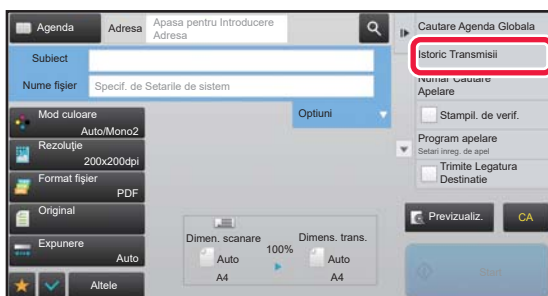 Agenda
Adresa
Apasa pentru Introducere
Adresa
Subiect
Nume fișier
Specif. de Setarile de sistem
Mod culoare
Auto/Mono2
Rezoluție
200x200dpi
Format fișier
PDF
Original
Expunere
Auto
Altele
Optiuni
Dimen. scanare
100%
Dimens. trans.
Auto
A4
Auto
A4
Cautare Agenda Globala
Istoric Transmisii
Numar Cautare
Apelare
Stampil. de verif.
Program apelare
Setari inreg. de apel
Trimite Legatura
Destinatie
Previzualiz.
CA
Start